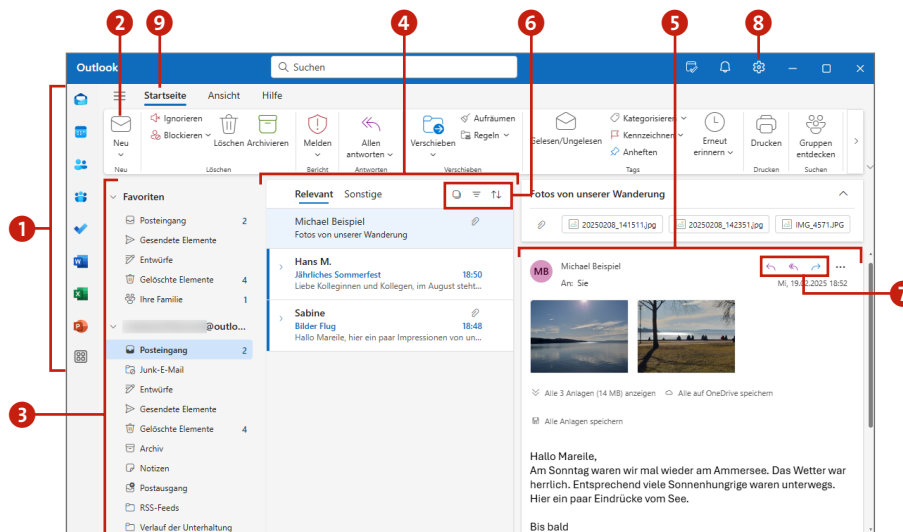 2 9 4 6 5 8
Outlook Suchen
1
Startseite Ansicht Hilfe
Ignorieren Aufräumen Kategorisieren
Blockieren Regeln Kennzeichnen
Neu Löschen Archivieren Melden Allen antworten Verschieben Gelesen/Ungelesen Anheften Erneut erinnern Drucken Gruppen entdecken
Neu Löschen Bericht Antworten Verschieben Tags Drucken Suchen
Favoriten
Posteingang 2
Gesendete Elemente
Entwürfe
Gelöschte Elemente 4
Ihre Familie 1
@outlo...
Posteingang 2
Junk-E-Mail
Entwürfe
Gesendete Elemente
3
Gelöschte Elemente 4
Archiv
Notizen
Postausgang
RSS-Feeds
Verlauf der Unterhaltung
Relevant Sonstige
Michael Beispiel
Fotos von unserer Wanderung
Hans M.
Jährliches Sommerfest 18:50
Liebe Kolleginnen und Kollegen, im August steht...
Sabine
Bilder Flug 18:48
Hallo Mareile, hier ein paar Impressionen von un...
Fotos von unserer Wanderung
20250208_141511.jpg 20250208_142351.jpg IMG_4571.JPG
MB Michael Beispiel
An: Sie Mi, 19.02.2025 18:52
7
Alle 3 Anlagen (14 MB) anzeigen Alle auf OneDrive speichern
Alle Anlagen speichern
Hallo Mareile,
Am Sonntag waren wir mal wieder am Ammersee. Das Wetter war
herrlich. Entsprechend viele Sonnenhungrige waren unterwegs.
Hier ein paar Eindrücke vom See.
Bis bald